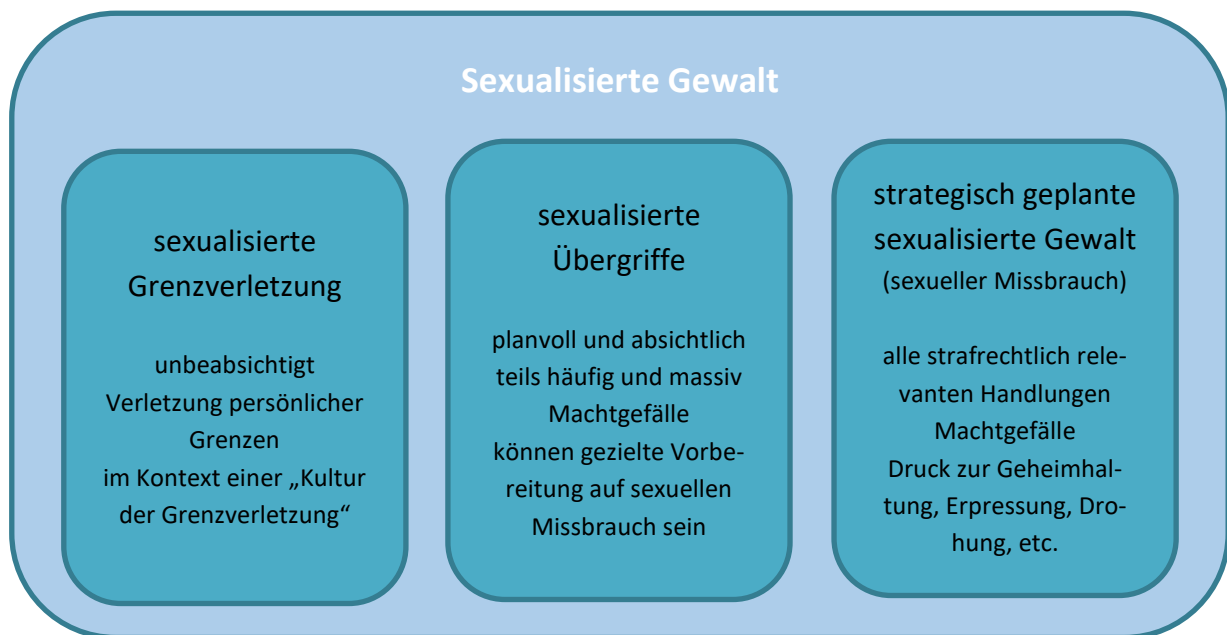 Sexualisierte Gewalt
sexualisierte
Grenzverletzung
unbeabsichtigt
Verletzung persönlicher
Grenzen
im Kontext einer „Kultur
der Grenzverletzung“
sexualisierte
Übergriffe
planvoll und absichtlich
teils häufig und massiv
Machtgefälle
können gezielte Vorbe-
reitung auf sexuellen
Missbrauch sein
strategisch geplante
sexualisierte Gewalt
(sexueller Missbrauch)
alle strafrechtlich rele-
vanten Handlungen
Machtgefälle
Druck zur Geheimhal-
tung, Erpressung, Dro-
hung, etc.